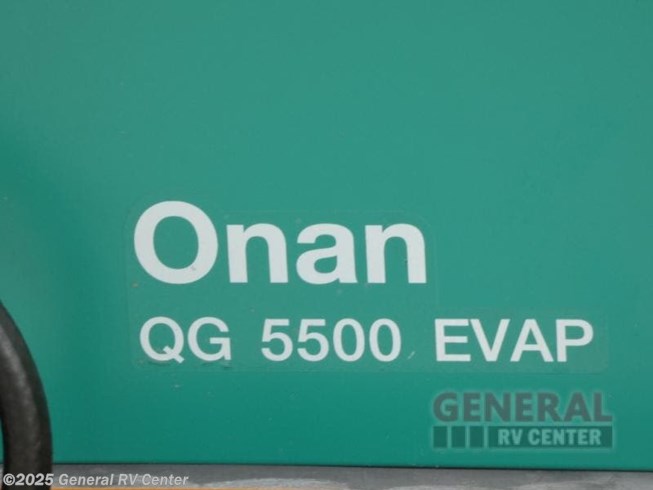 Onan
QG 5500 EVAP
GENERAL
RV CENTER
©2025 General RV Center